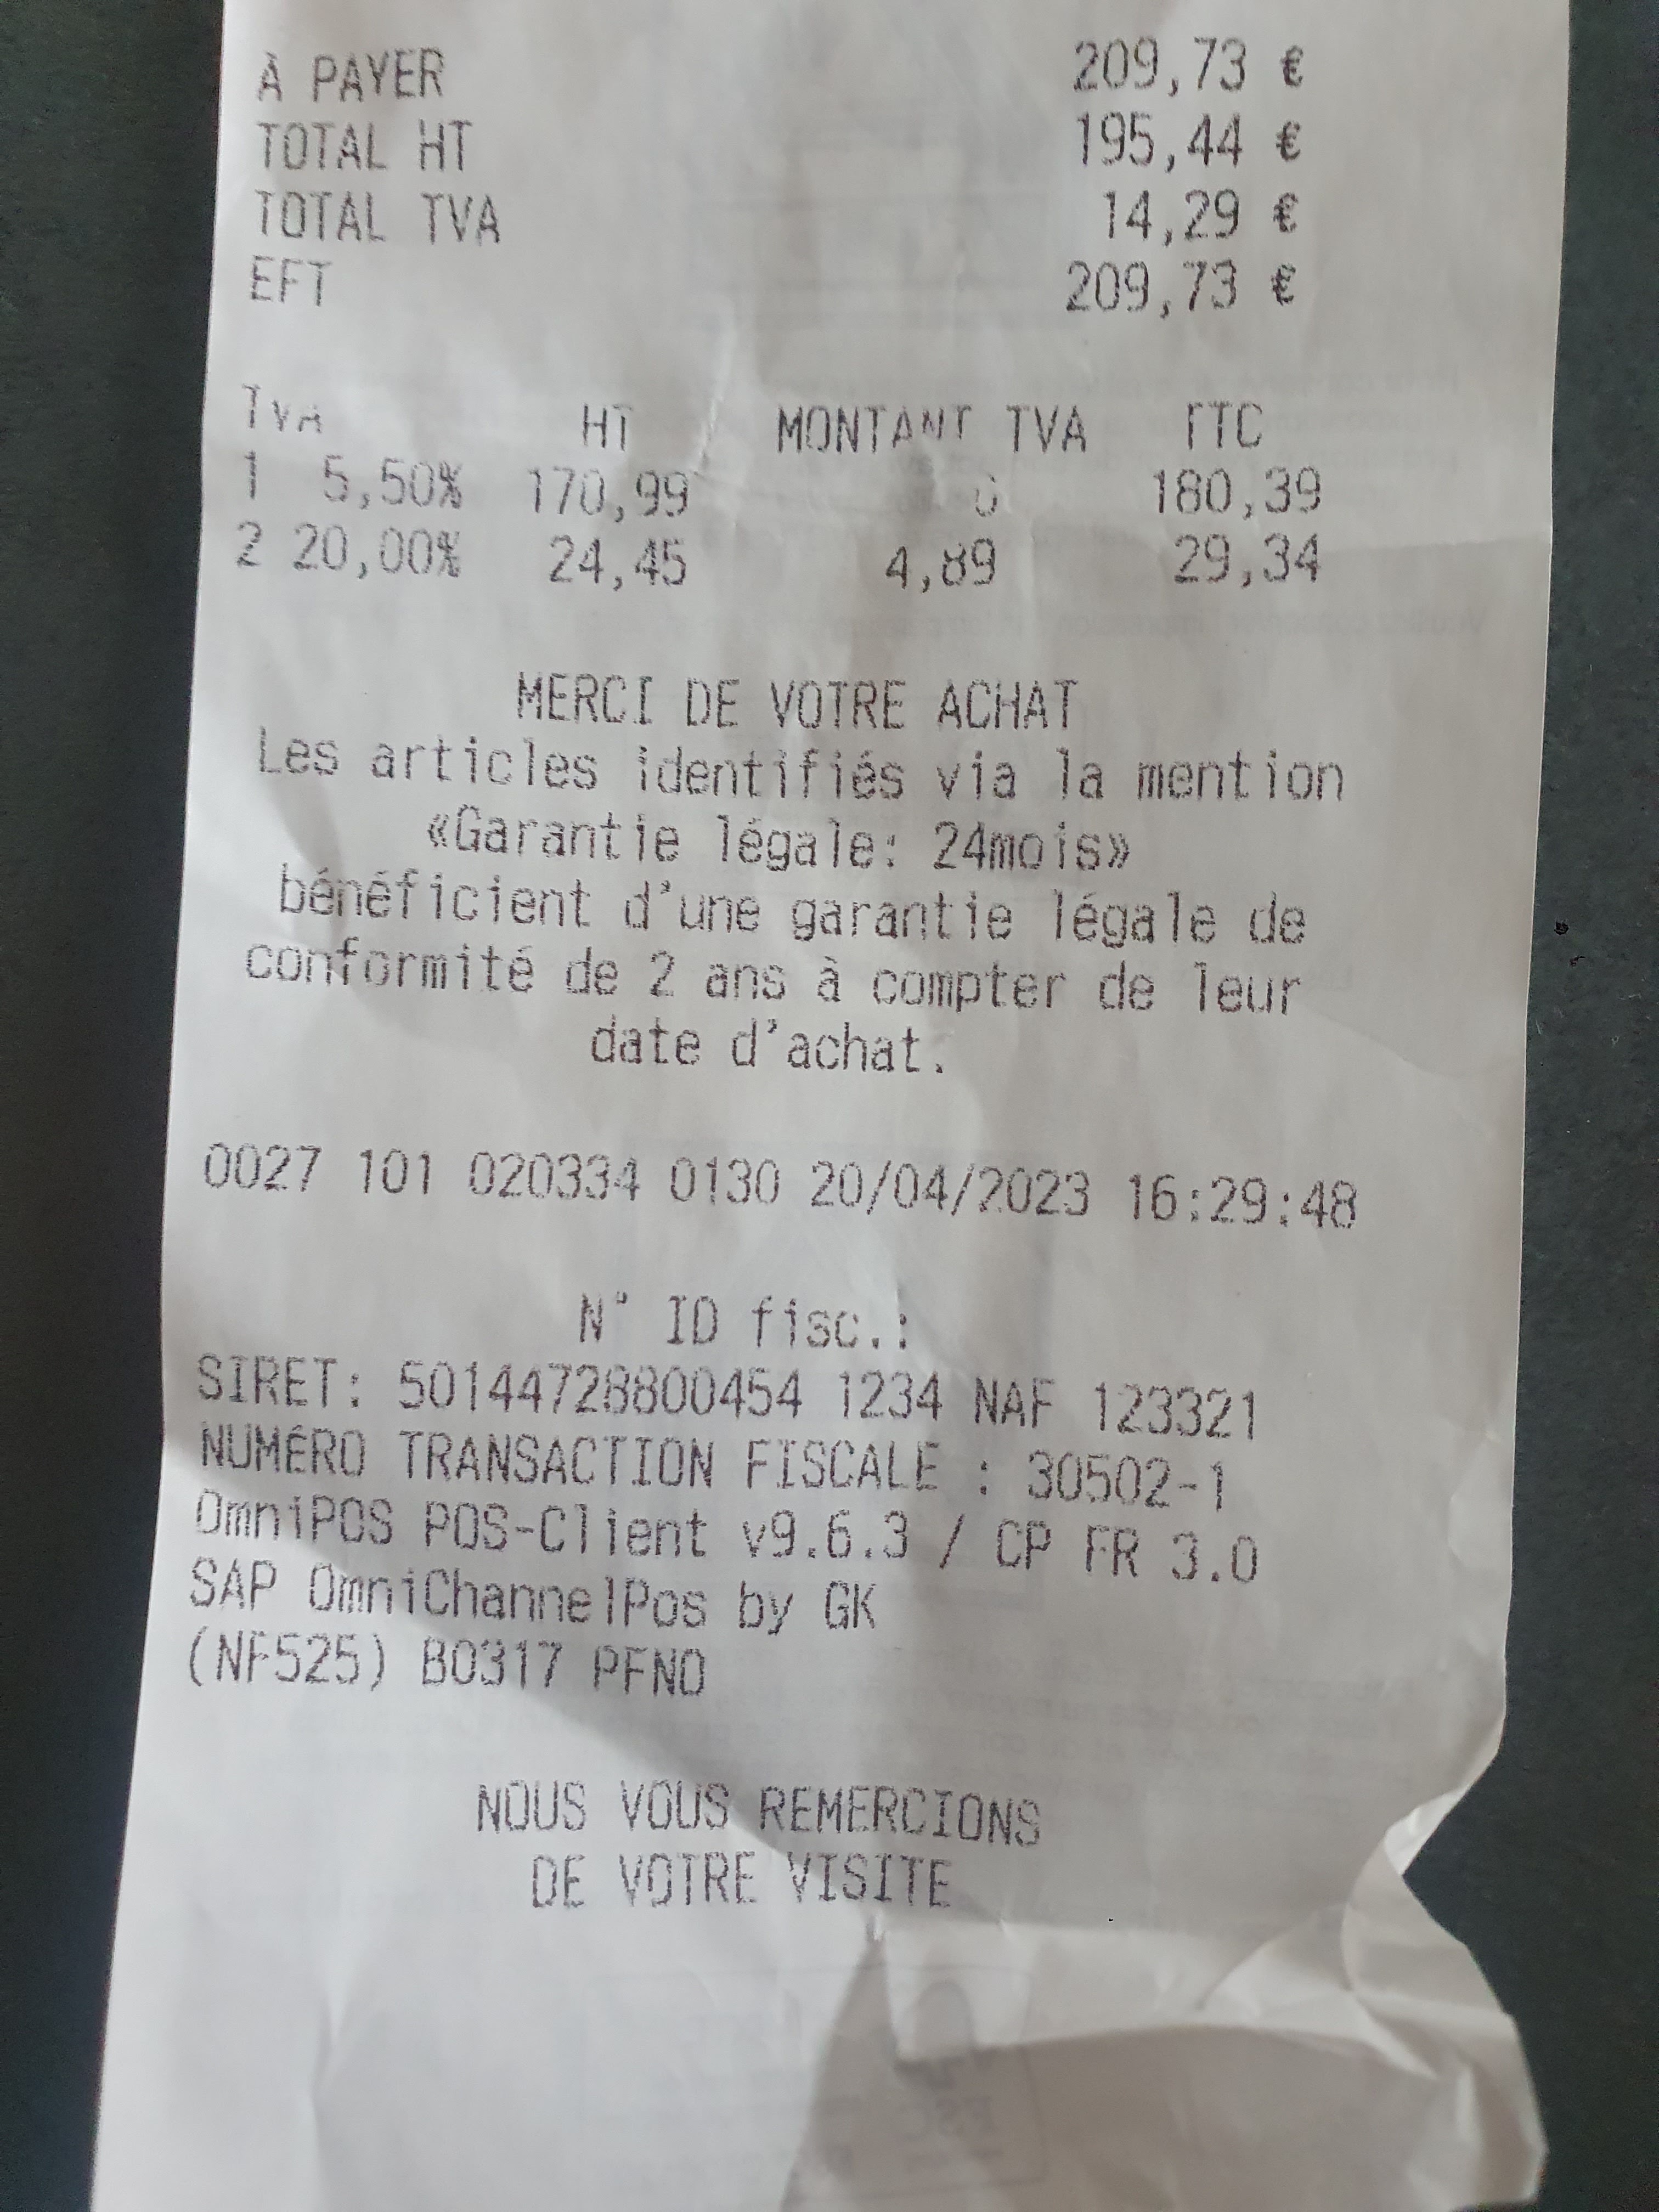 À PAYER 209,73 €
TOTAL HT 195,44 €
TOTAL TVA 14,29 €
EFT 209,73 €
TVA HT MONTANT TVA TTC
1 5,50% 170,99 180,39
2 20,00% 24,45 4,89 29,34
MERCI DE VOTRE ACHAT
Les articles identifiés via la mention
«Garantie légale: 24mois»
bénéficient d'une garantie légale de
conformité de 2 ans à compter de leur
date d'achat.
0027 101 020334 0130 20/04/2023 16:29:48
N° ID fisc.:
SIRET: 50144728800454 1234 NAF 123321
NUMÉRO TRANSACTION FISCALE : 30502-1
OmniPOS POS-Client v9.6.3 / CP FR 3.0
SAP OmniChannelPos by GK
(NF525) B0317 PFNO
NOUS VOUS REMERCIONS
DE VOTRE VISITE